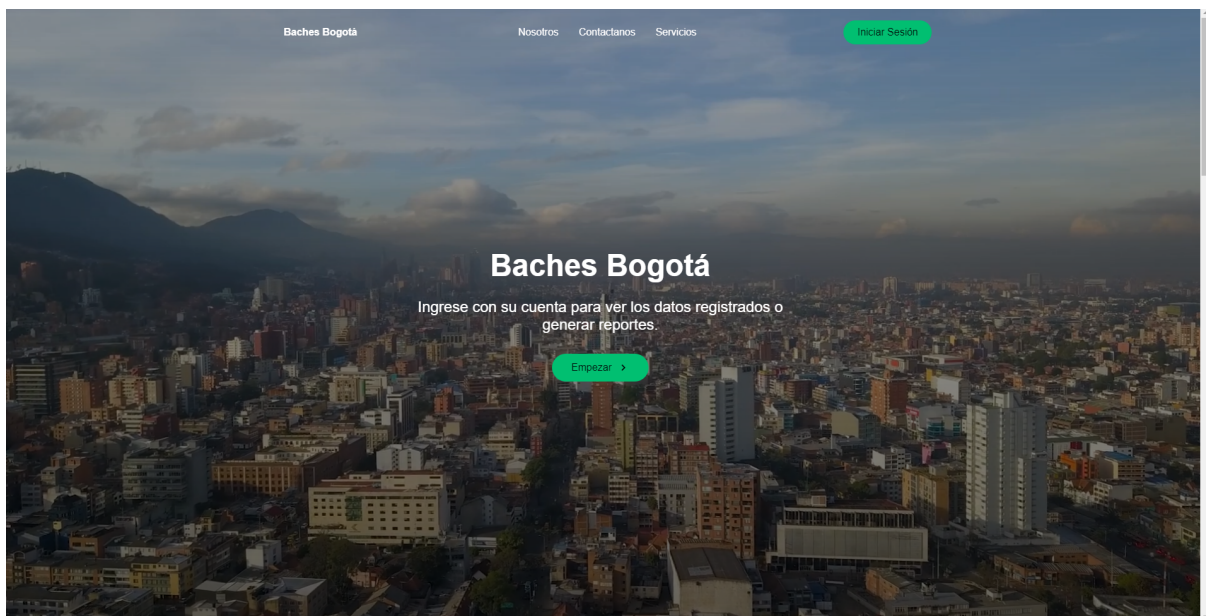 Baches Bogotá
Nosotros Contactanos Servicios
Iniciar Sesión
Baches Bogotá
Ingrese con su cuenta para ver los datos registrados o
generar reportes.
Empezar